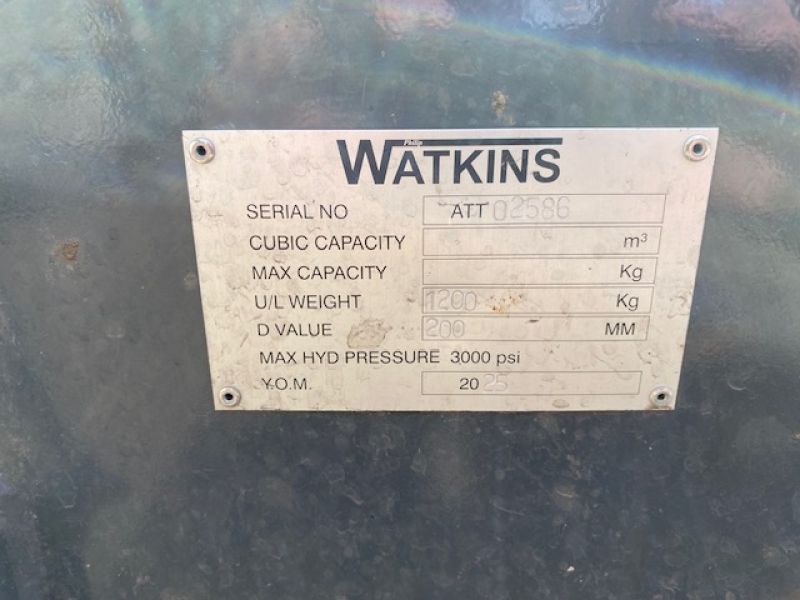 Philip
WATKINS
SERIAL NO ATT 02586
CUBIC CAPACITY m³
MAX CAPACITY Kg
U/L WEIGHT 1200 Kg
D VALUE 200 MM
MAX HYD PRESSURE 3000 psi
Y.O.M. 2025